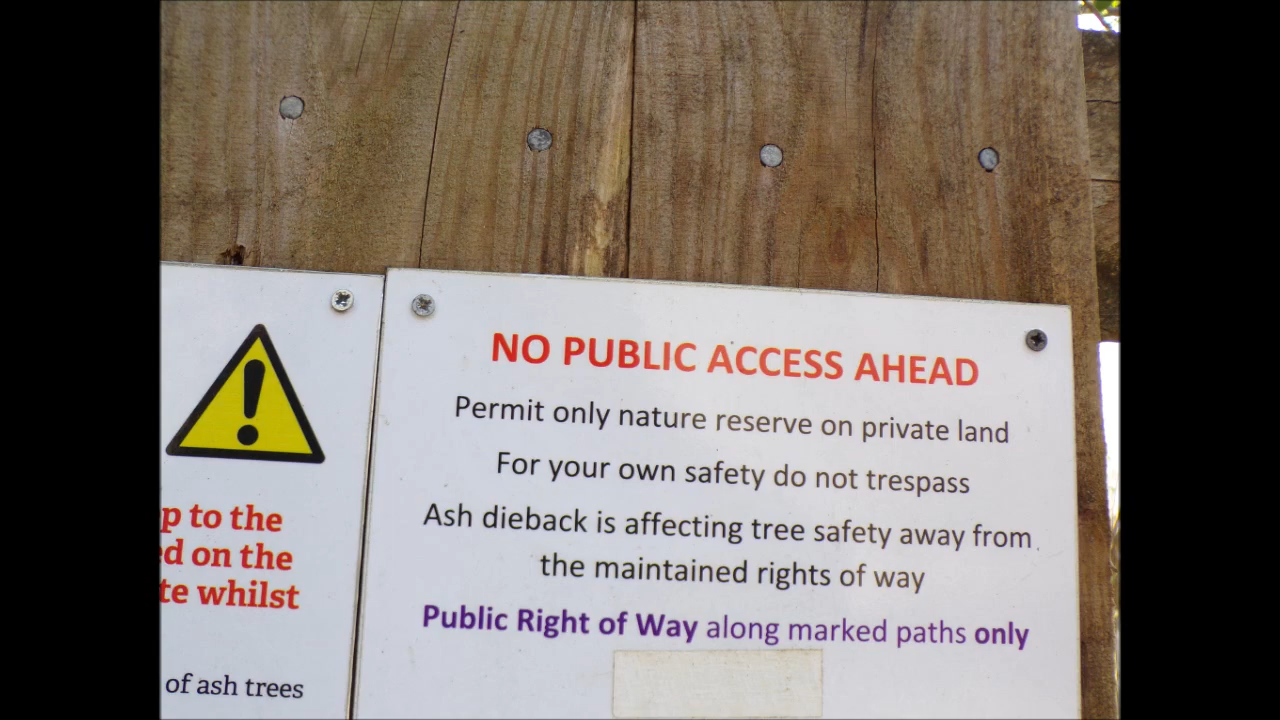 p to the
ed on the
te whilst
of ash trees
NO PUBLIC ACCESS AHEAD
Permit only nature reserve on private land
For your own safety do not trespass
Ash dieback is affecting tree safety away from
the maintained rights of way
Public Right of Way along marked paths only